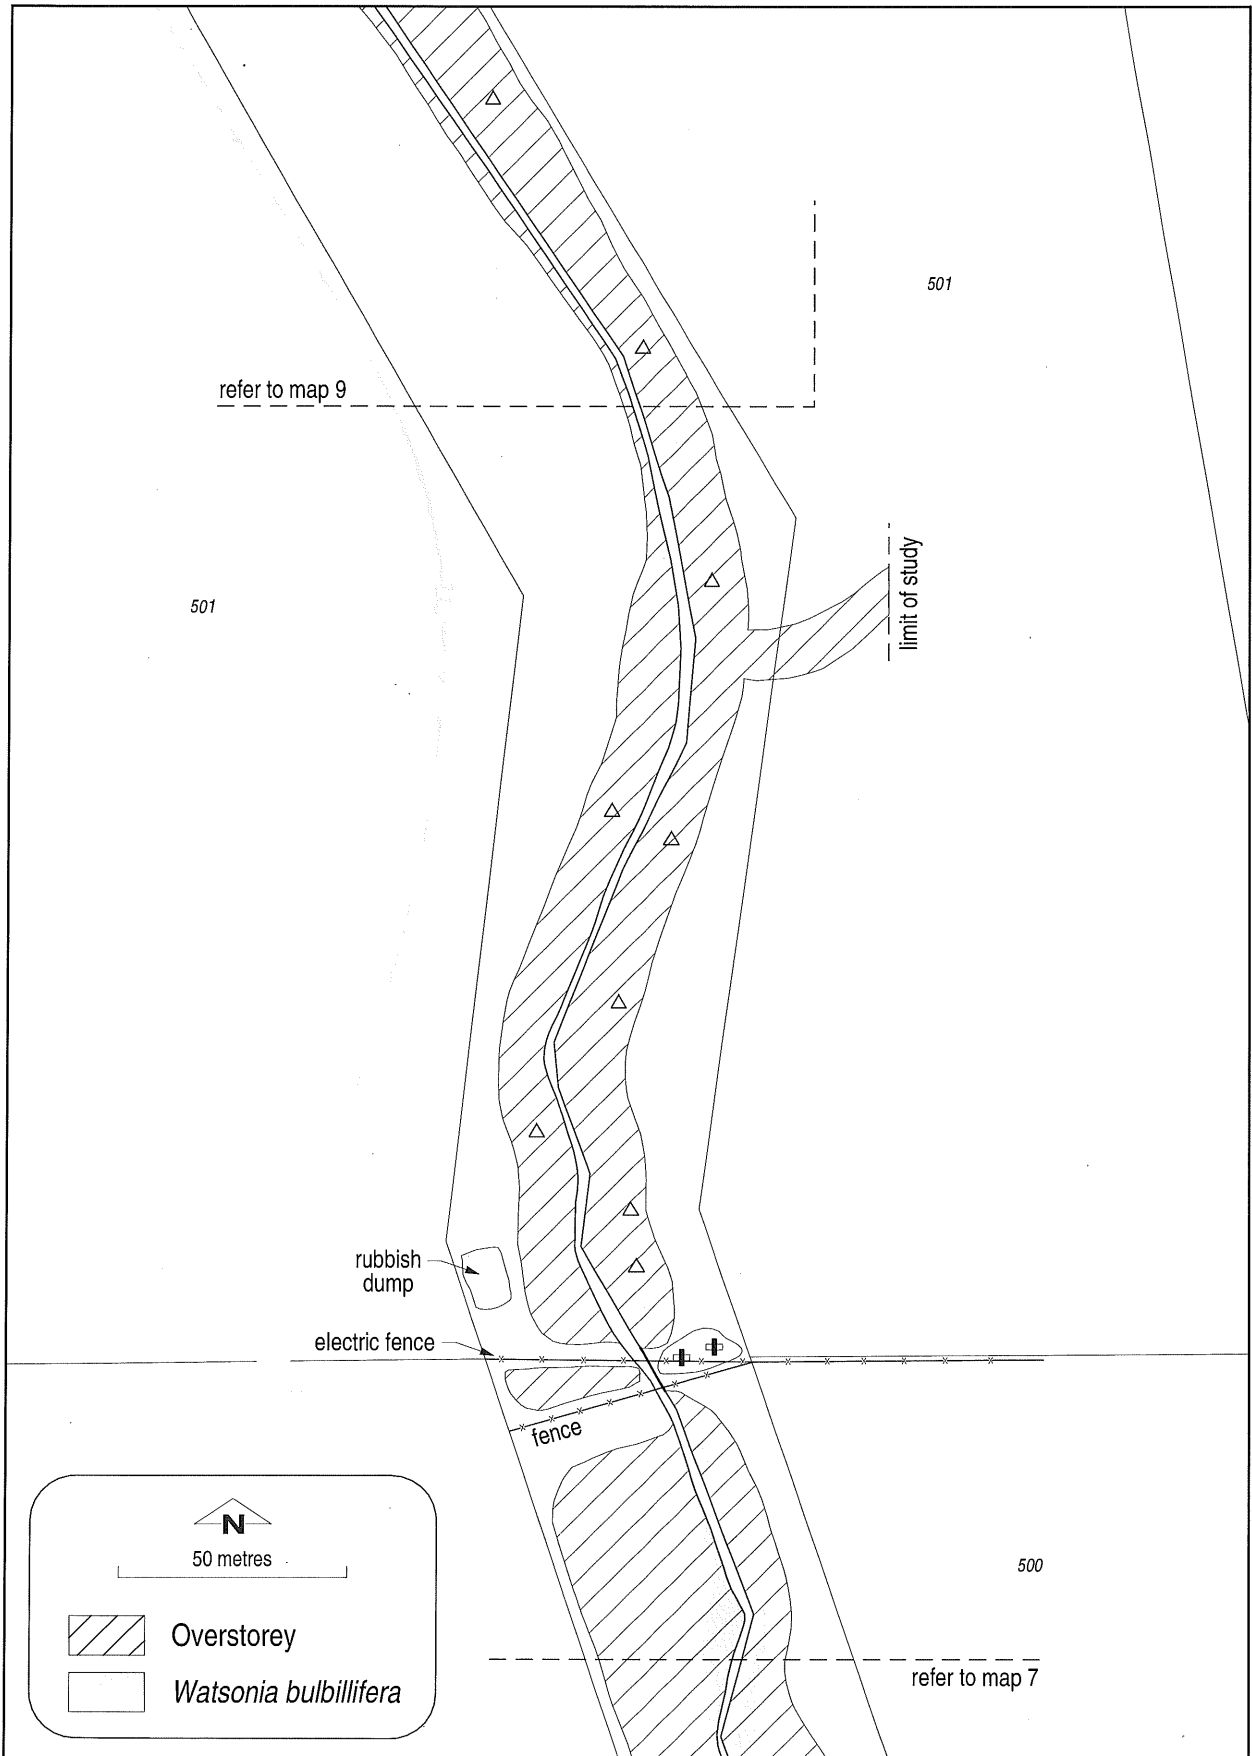 501
refer to map 9
limit of study
501
rubbish
dump
electric fence
fence
N
50 metres
500
Overstorey
refer to map 7
Watsonia bulbillifera